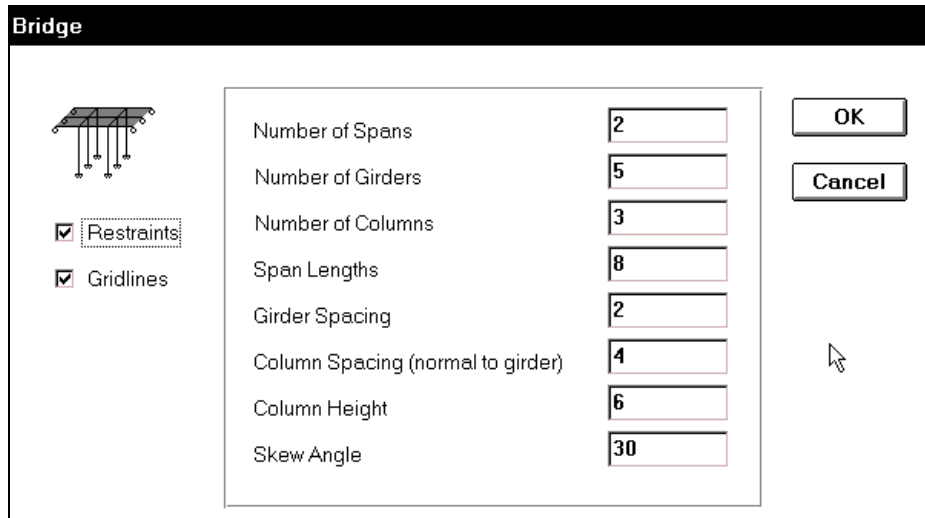 Bridge
Restraints
Gridlines
Number of Spans 2
Number of Girders 5
Number of Columns 3
Span Lengths 8
Girder Spacing 2
Column Spacing (normal to girder) 4
Column Height 6
Skew Angle 30
OK
Cancel